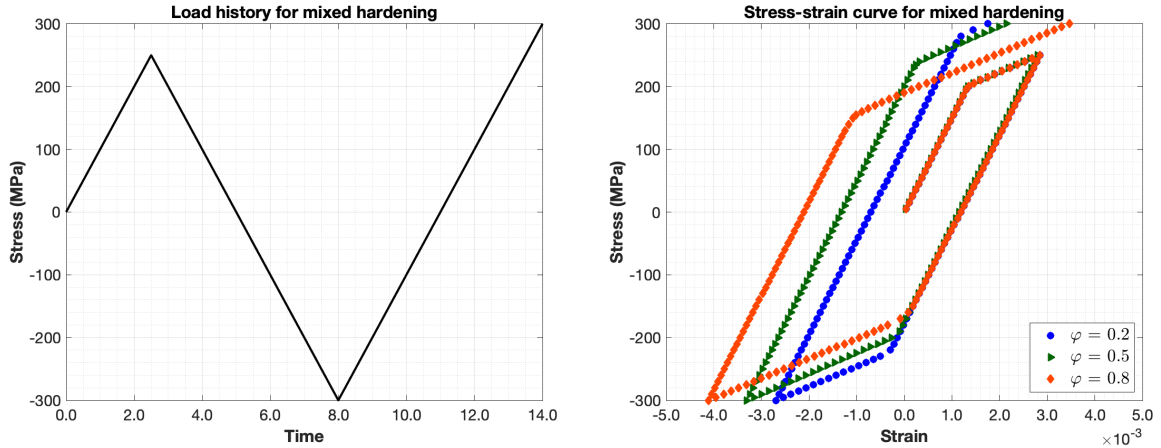 Load history for mixed hardening
Stress (MPa)
300
200
100
0
-100
-200
-300
0.0 2.0 4.0 6.0 8.0 10.0 12.0 14.0
Time
Stress-strain curve for mixed hardening
Stress (MPa)
300
200
100
0
-100
-200
-300
φ = 0.2
φ = 0.5
φ = 0.8
-5.0 -4.0 -3.0 -2.0 -1.0 0.0 1.0 2.0 3.0 4.0 5.0
Strain
×10⁻³